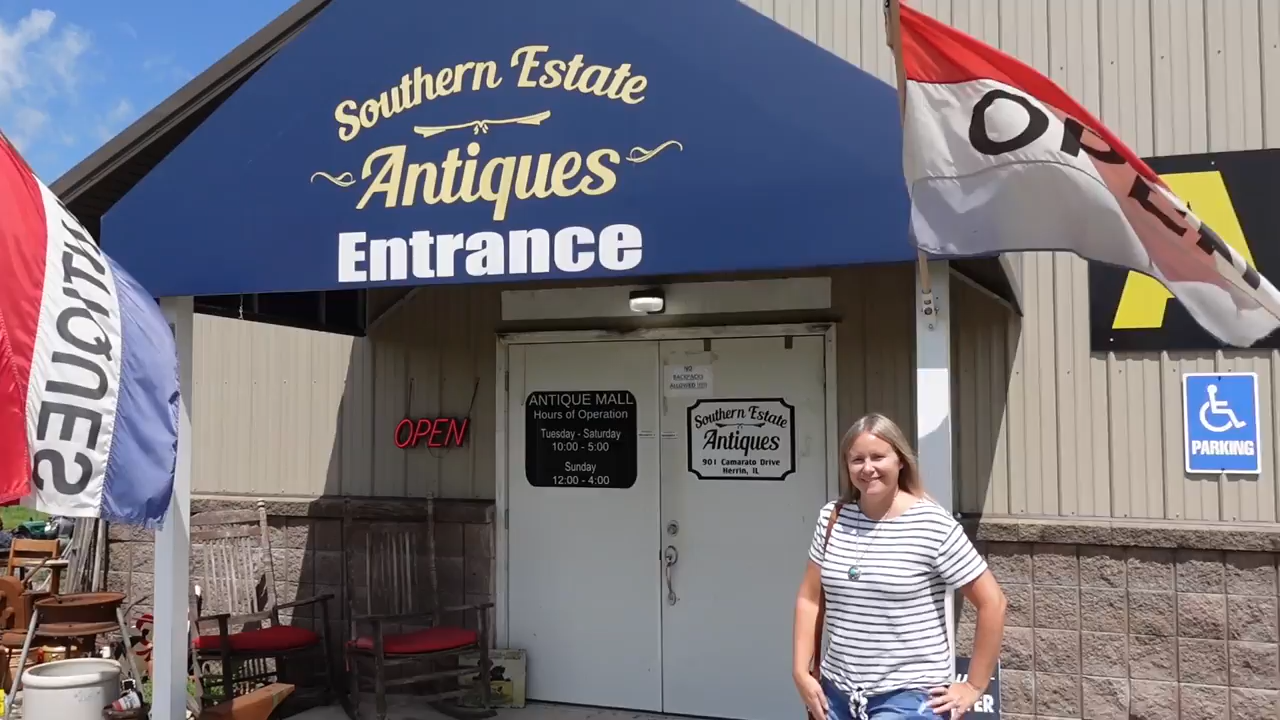 Southern Estate
Antiques
Entrance
OPEN
ANTIQUES
OPEN
ANTIQUE MALL
Hours of Operation
Tuesday - Saturday
10:00 - 5:00
Sunday
12:00 - 4:00
NO
BACKPACKS
ALLOWED
Southern Estate
Antiques
901 Camarato Drive
Herrin, IL
A
PARKING